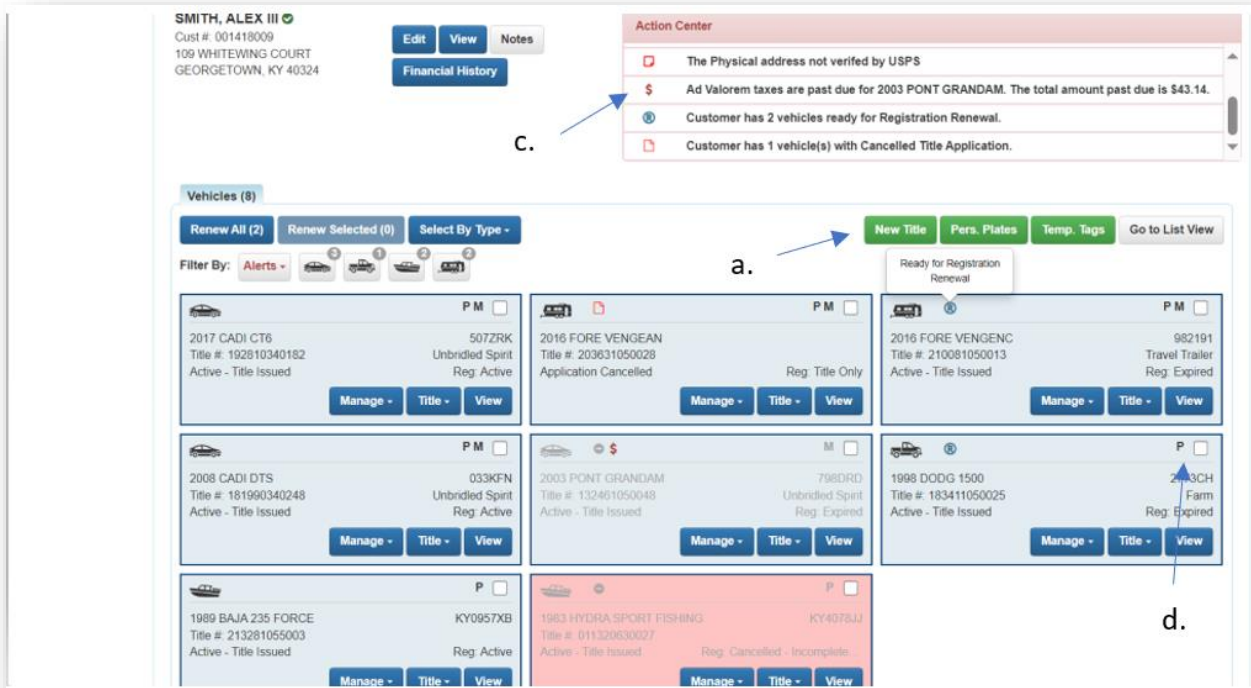 SMITH, ALEX III
Cust #: 001418009
109 WHITEWING COURT
GEORGETOWN, KY 40324
Edit View Notes
Financial History
Action Center
The Physical address not verifed by USPS
$ Ad Valorem taxes are past due for 2003 PONT GRANDAM. The total amount past due is $43.14.
® Customer has 2 vehicles ready for Registration Renewal.
Customer has 1 vehicle(s) with Cancelled Title Application.
c.
Vehicles (8)
Renew All (2) Renew Selected (0) Select By Type
a.
New Title Pers. Plates Temp. Tags Go to List View
Filter By: Alerts 3 1 2 2
Ready for Registration
Renewal
P M
2017 CADI CT6 507ZRK
Title #: 192810340182 Unbridled Spirit
Active - Title Issued Reg: Active
Manage Title View
P M
2016 FORE VENGEAN
Title #: 203631050028
Application Cancelled Reg: Title Only
Manage Title View
® P M
2016 FORE VENGENC 982191
Title #: 210081050013 Travel Trailer
Active - Title Issued Reg: Expired
Manage Title View
P M
2008 CADI DTS 033KFN
Title #: 181990340248 Unbridled Spirit
Active - Title Issued Reg: Active
Manage Title View
$ M
2003 PONT GRANDAM 798DRD
Title #: 132461050048 Unbridled Spirit
Active - Title Issued Reg: Expired
Manage Title View
® P
1998 DODG 1500
Title #: 183411050025 Farm
Active - Title Issued Reg: Expired
Manage Title View
d.
P
1989 BAJA 235 FORCE KY0957XB
Title #: 213281055003
Active - Title Issued Reg: Active
Manage Title View
P
1983 HYDRA SPORT FISHING KY4078JJ
Title #: 011320630027
Active - Title Issued Reg: Cancelled - Incomplete...
Manage Title View